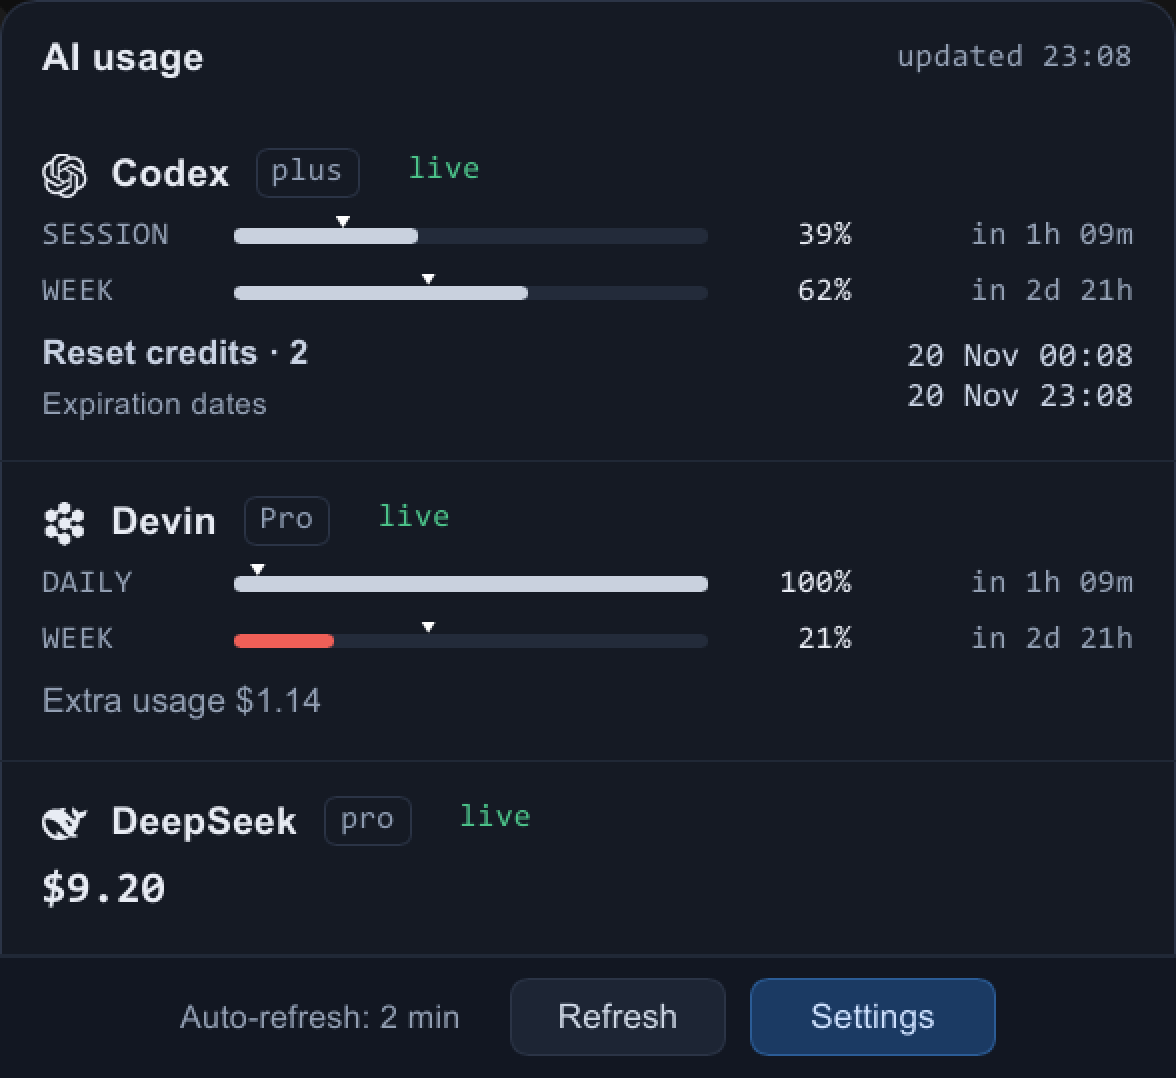 AI usage updated 23:08
Codex plus live
SESSION 39% in 1h 09m
WEEK 62% in 2d 21h
Reset credits · 2 20 Nov 00:08
Expiration dates 20 Nov 23:08
Devin Pro live
DAILY 100% in 1h 09m
WEEK 21% in 2d 21h
Extra usage $1.14
DeepSeek pro live
$9.20
Auto-refresh: 2 min Refresh Settings